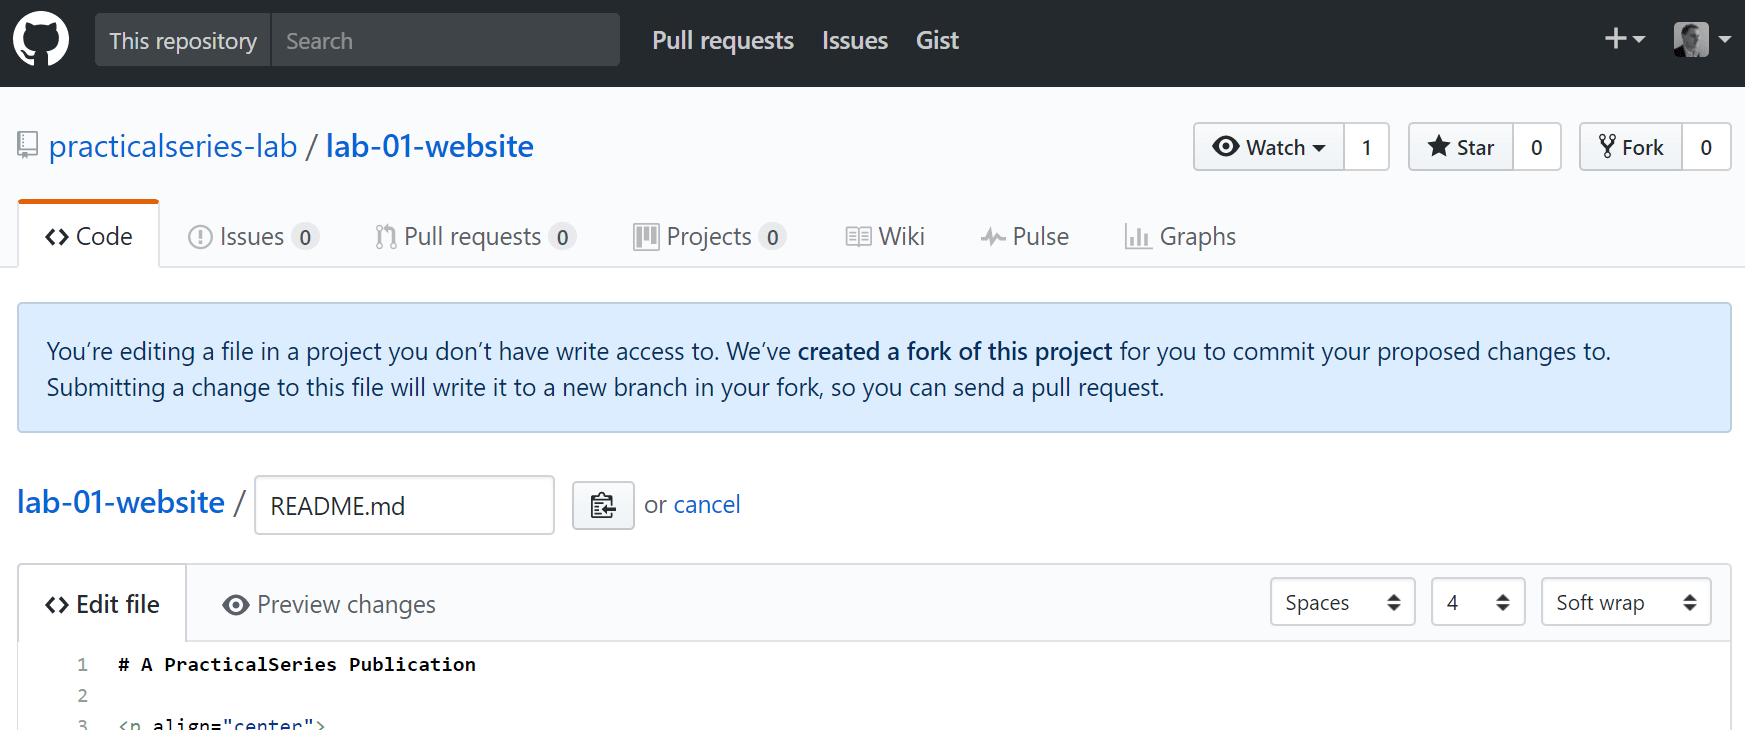 This repository Search Pull requests Issues Gist
practicalseries-lab / lab-01-website Watch 1 Star 0 Fork 0
Code Issues 0 Pull requests 0 Projects 0 Wiki Pulse Graphs
You’re editing a file in a project you don’t have write access to. We’ve created a fork of this project for you to commit your proposed changes to.
Submitting a change to this file will write it to a new branch in your fork, so you can send a pull request.
lab-01-website / README.md or cancel
<> Edit file Preview changes Spaces 4 Soft wrap
1 # A PracticalSeries Publication
2
3 <p align="center">